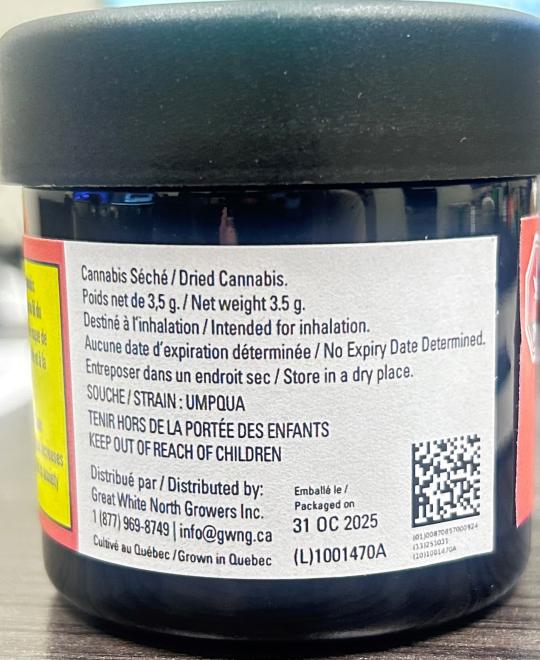 Cannabis Séché / Dried Cannabis.
Poids net de 3,5 g. / Net weight 3.5 g.
Destiné à l'inhalation / Intended for inhalation.
Aucune date d'expiration déterminée / No Expiry Date Determined.
Entreposer dans un endroit sec / Store in a dry place.
SOUCHE / STRAIN : UMPQUA
TENIR HORS DE LA PORTÉE DES ENFANTS
KEEP OUT OF REACH OF CHILDREN
Distribué par / Distributed by:
Great White North Growers Inc.
1 (877) 969-8749 | info@gwng.ca
Cultivé au Québec / Grown in Quebec
Emballé le /
Packaged on
31 OC 2025
(L)1001470A
(13)251031
(10)1001470A